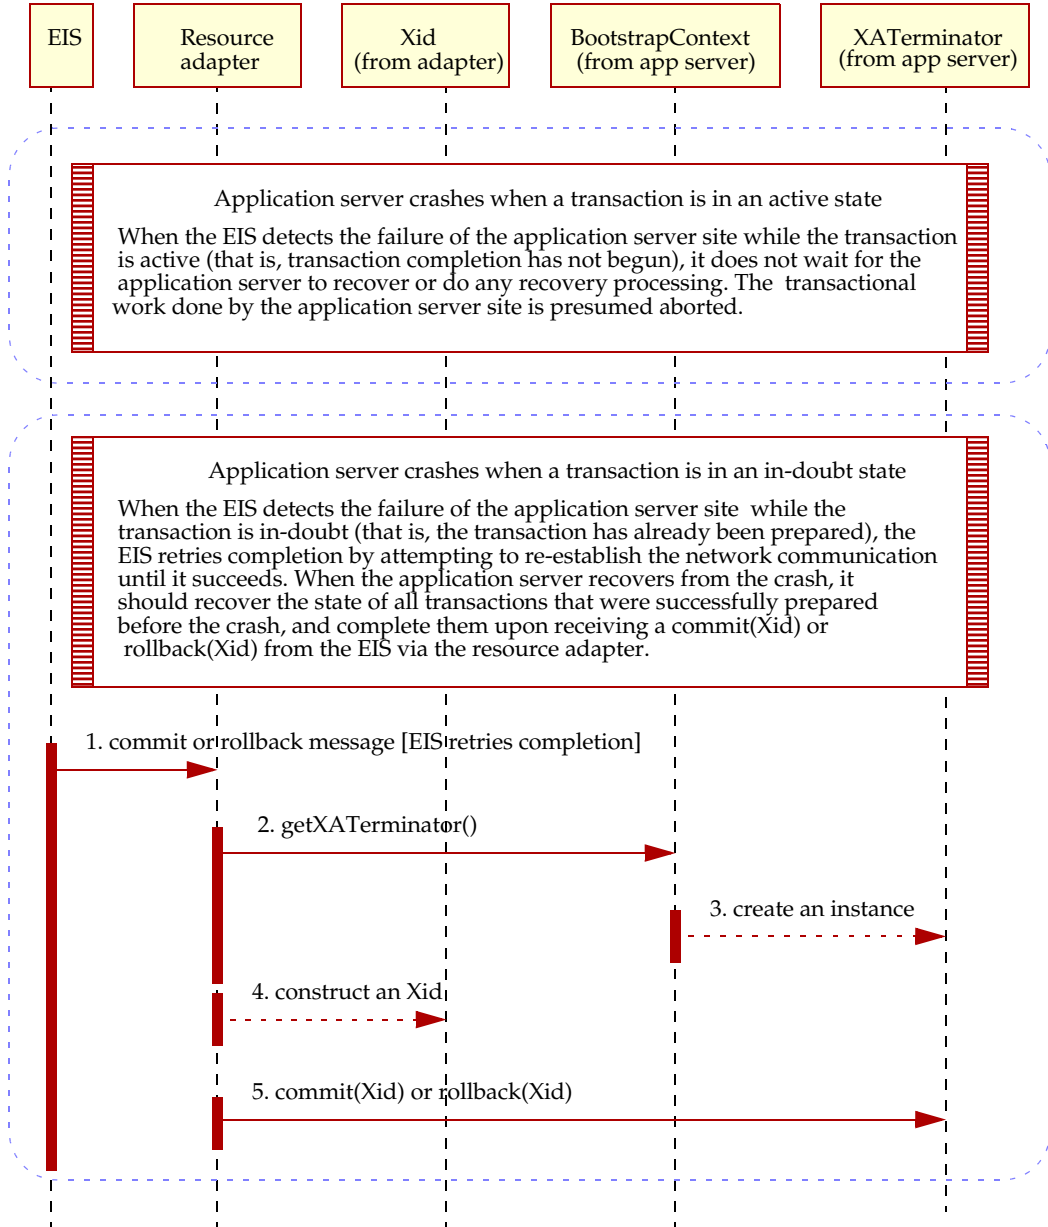 EIS
Resource
adapter
Xid
(from adapter)
BootstrapContext
(from app server)
XATerminator
(from app server)
Application server crashes when a transaction is in an active state
When the EIS detects the failure of the application server site while the transaction
is active (that is, transaction completion has not begun), it does not wait for the
application server to recover or do any recovery processing. The transactional
work done by the application server site is presumed aborted.
Application server crashes when a transaction is in an in-doubt state
When the EIS detects the failure of the application server site while the
transaction is in-doubt (that is, the transaction has already been prepared), the
EIS retries completion by attempting to re-establish the network communication
until it succeeds. When the application server recovers from the crash, it
should recover the state of all transactions that were successfully prepared
before the crash, and complete them upon receiving a commit(Xid) or
rollback(Xid) from the EIS via the resource adapter.
1. commit or rollback message [EIS retries completion]
2. getXATerminator()
3. create an instance
4. construct an Xid
5. commit(Xid) or rollback(Xid)